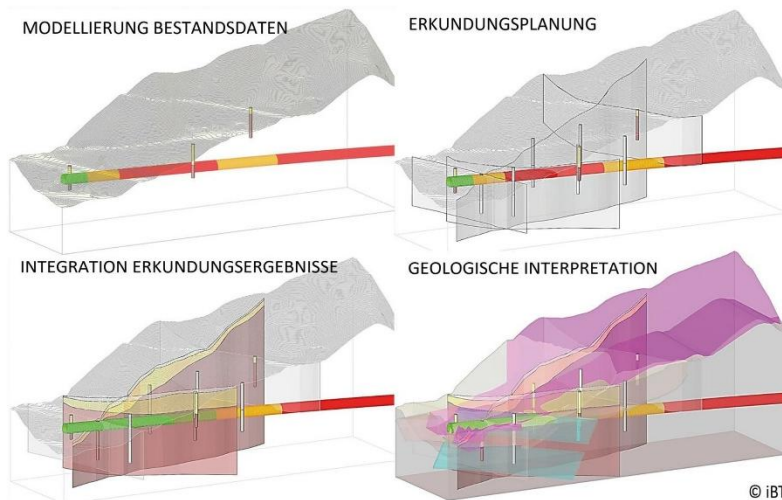 MODELLIERUNG BESTANDSDATEN
ERKUNDUNGSPLANUNG
INTEGRATION ERKUNDUNGSERGEBNISSE
GEOLOGISCHE INTERPRETATION